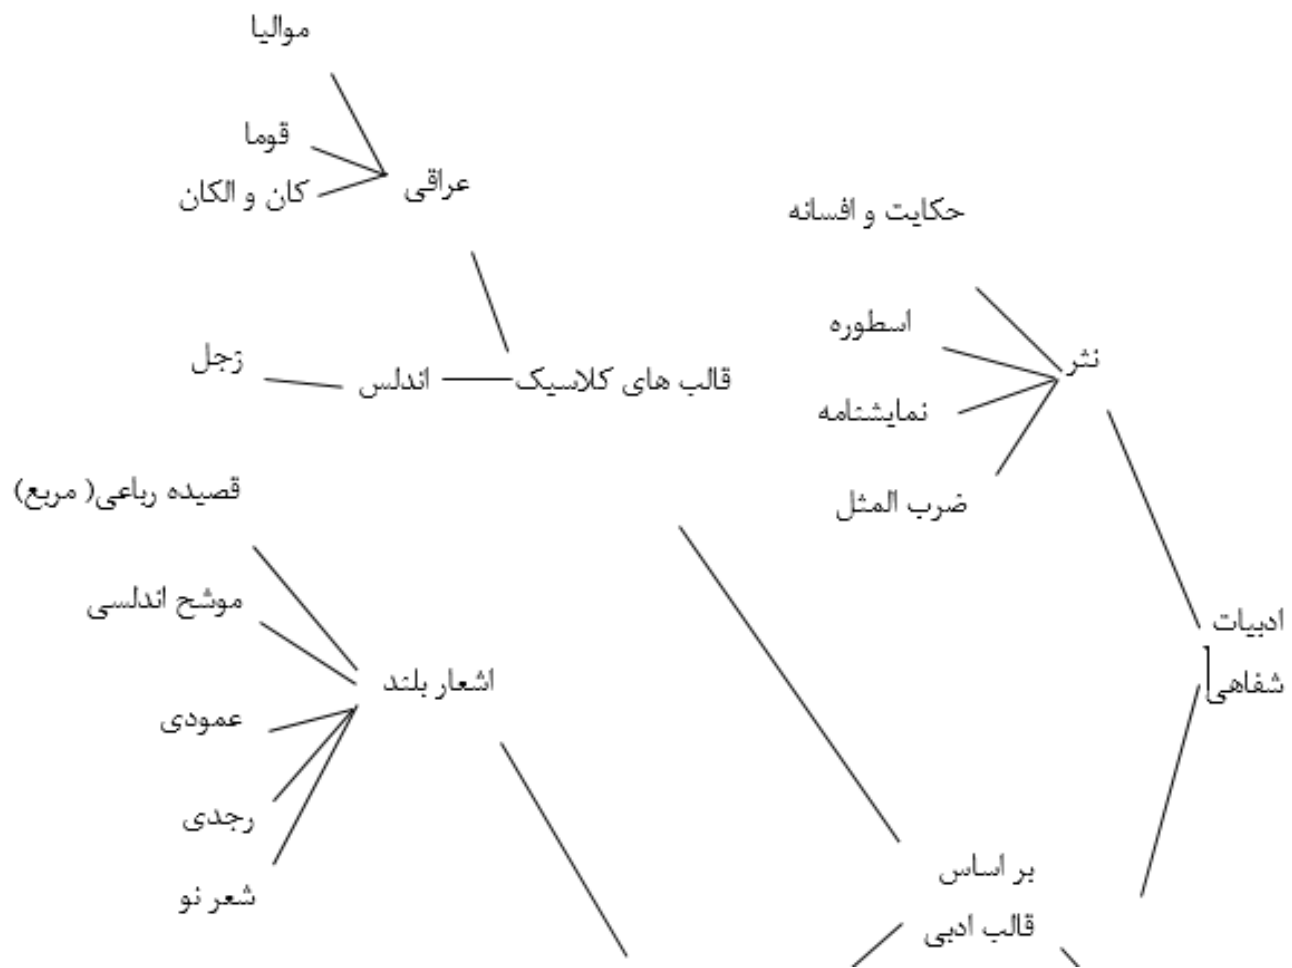 موالیا
قوما
کان و الکان
عراقی
حکایت و افسانه
اسطوره
نثر
نمایشنامه
ضرب المثل
زجل
اندلس
قالب های کلاسیک
قصیده رباعی( مربع)
موشح اندلسی
اشعار بلند
عمودی
رجدی
شعر نو
ادبیات
شفاهی
بر اساس
قالب ادبی